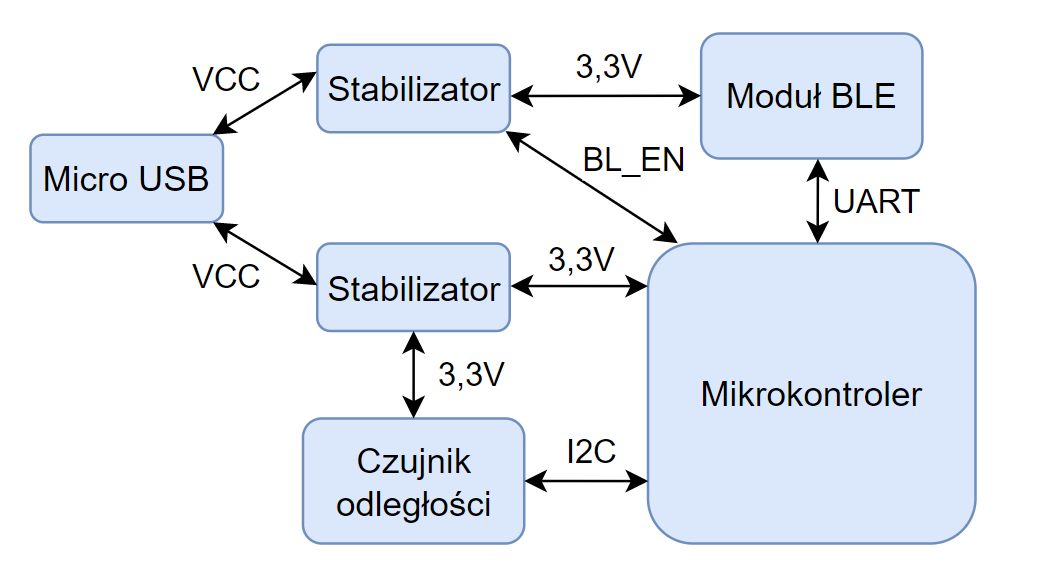 VCC
Stabilizator
3,3V
Moduł BLE
Micro USB
BL_EN
UART
VCC
Stabilizator
3,3V
3,3V
Mikrokontroler
Czujnik
odległości
I2C